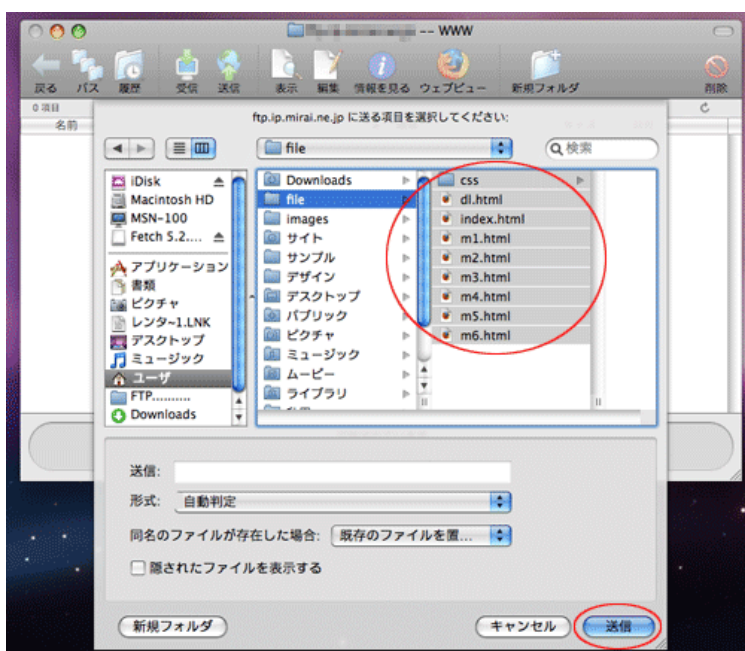 -- WWW
戻る パス 履歴 受信 送信 表示 編集 情報を見る ウェブビュー 新規フォルダ 削除
0 項目
名前
ftp.ip.mirai.ne.jp に送る項目を選択してください:
file
検索
iDisk
Macintosh HD
MSN-100
Fetch 5.2....
アプリケーション
書類
ピクチャ
レンタ~1.LNK
デスクトップ
ミュージック
ユーザ
FTP..........
Downloads
Downloads
file
images
サイト
サンプル
デザイン
デスクトップ
パブリック
ピクチャ
ミュージック
ムービー
ライブラリ
css
dl.html
index.html
m1.html
m2.html
m3.html
m4.html
m5.html
m6.html
送信:
形式: 自動判定
同名のファイルが存在した場合: 既存のファイルを置...
隠されたファイルを表示する
新規フォルダ キャンセル 送信